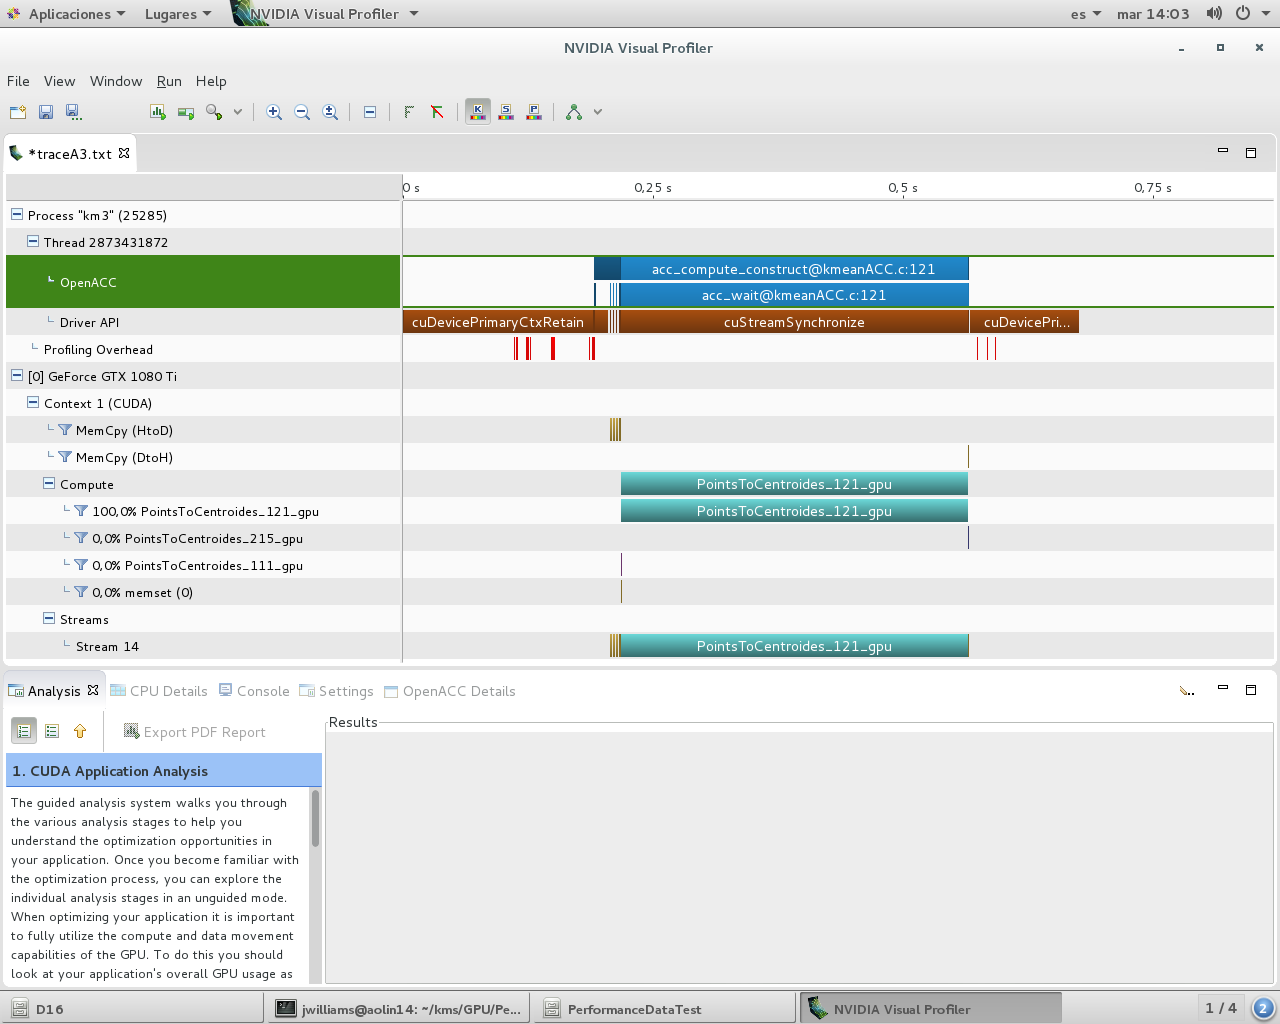 Aplicaciones Lugares NVIDIA Visual Profiler es mar 14:03
NVIDIA Visual Profiler
File View Window Run Help
K S P
*traceA3.txt
0 s 0,25 s 0,5 s 0,75 s
Process "km3" (25285)
Thread 2873431872
OpenACC
acc_compute_construct@kmeanACC.c:121
acc_wait@kmeanACC.c:121
Driver API cuDevicePrimaryCtxRetain cuStreamSynchronize cuDevicePri...
Profiling Overhead
[0] GeForce GTX 1080 Ti
Context 1 (CUDA)
MemCpy (HtoD)
MemCpy (DtoH)
Compute PointsToCentroides_121_gpu
100,0% PointsToCentroides_121_gpu PointsToCentroides_121_gpu
0,0% PointsToCentroides_215_gpu
0,0% PointsToCentroides_111_gpu
0,0% memset (0)
Streams
Stream 14 PointsToCentroides_121_gpu
Analysis CPU Details Console Settings OpenACC Details
Export PDF Report
Results
1. CUDA Application Analysis
The guided analysis system walks you through
the various analysis stages to help you
understand the optimization opportunities in
your application. Once you become familiar with
the optimization process, you can explore the
individual analysis stages in an unguided mode.
When optimizing your application it is important
to fully utilize the compute and data movement
capabilities of the GPU. To do this you should
look at your application's overall GPU usage as
D16 jwilliams@aolin14: ~/kms/GPU/Pe... PerformanceDataTest NVIDIA Visual Profiler 1 / 4 2